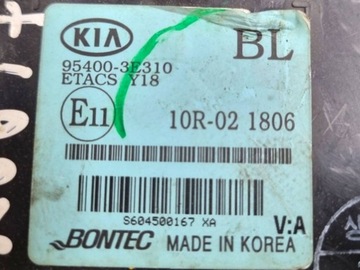 KIA BL
95400-3E310
ETACS Y18
E11 10R-02 1806
S604500167 XA
V:A
BONTEC MADE IN KOREA